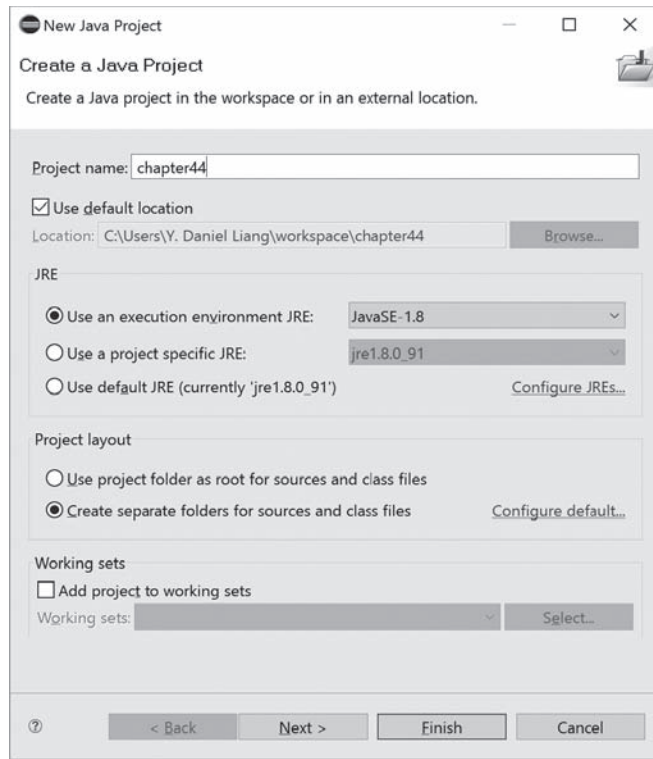 New Java Project
Create a Java Project
Create a Java project in the workspace or in an external location.
Project name: chapter44
Use default location
Location: C:\Users\Y. Daniel Liang\workspace\chapter44 Browse...
JRE
Use an execution environment JRE: JavaSE-1.8
Use a project specific JRE: jre1.8.0_91
Use default JRE (currently 'jre1.8.0_91') Configure JREs...
Project layout
Use project folder as root for sources and class files
Create separate folders for sources and class files Configure default...
Working sets
Add project to working sets
Working sets: Select...
? < Back Next > Finish Cancel